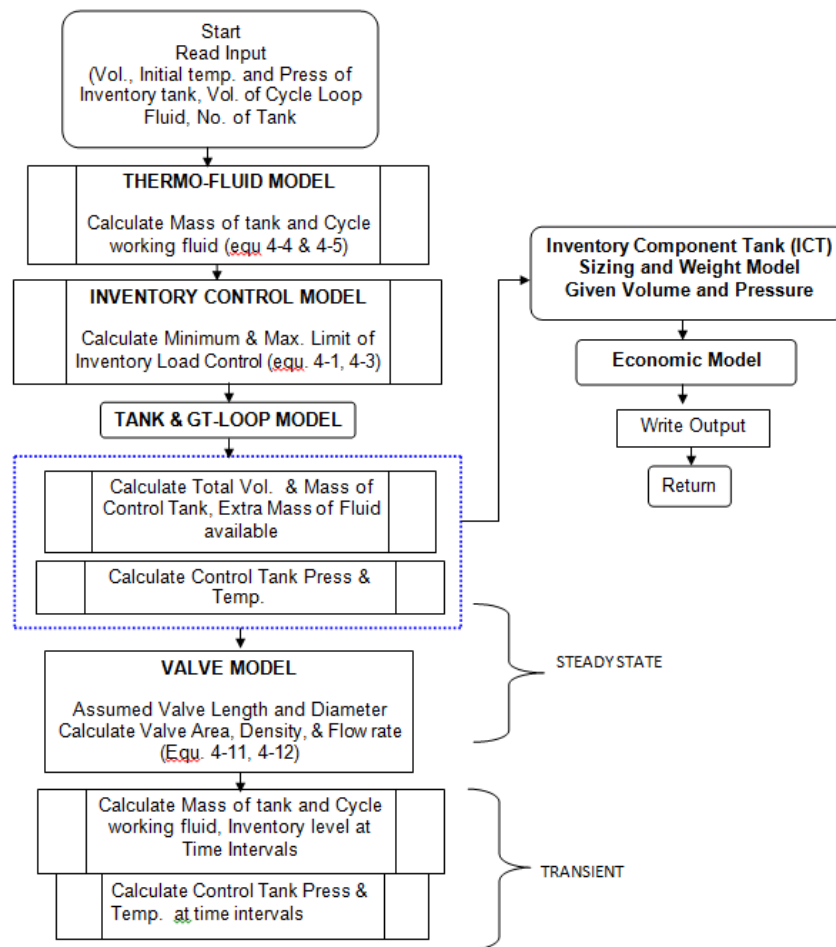 Start
Read Input
(Vol., Initial temp. and Press of
Inventory tank, Vol. of Cycle Loop
Fluid, No. of Tank
THERMO-FLUID MODEL
Calculate Mass of tank and Cycle
working fluid (equ 4-4 & 4-5)
INVENTORY CONTROL MODEL
Calculate Minimum & Max. Limit of
Inventory Load Control (equ. 4-1, 4-3)
TANK & GT-LOOP MODEL
Calculate Total Vol. & Mass of
Control Tank, Extra Mass of Fluid
available
Calculate Control Tank Press &
Temp.
VALVE MODEL
Assumed Valve Length and Diameter
Calculate Valve Area, Density, & Flow rate
(Equ. 4-11, 4-12)
Calculate Mass of tank and Cycle
working fluid, Inventory level at
Time Intervals
Calculate Control Tank Press &
Temp. at time intervals
Inventory Component Tank (ICT)
Sizing and Weight Model
Given Volume and Pressure
Economic Model
Write Output
Return
STEADY STATE
TRANSIENT